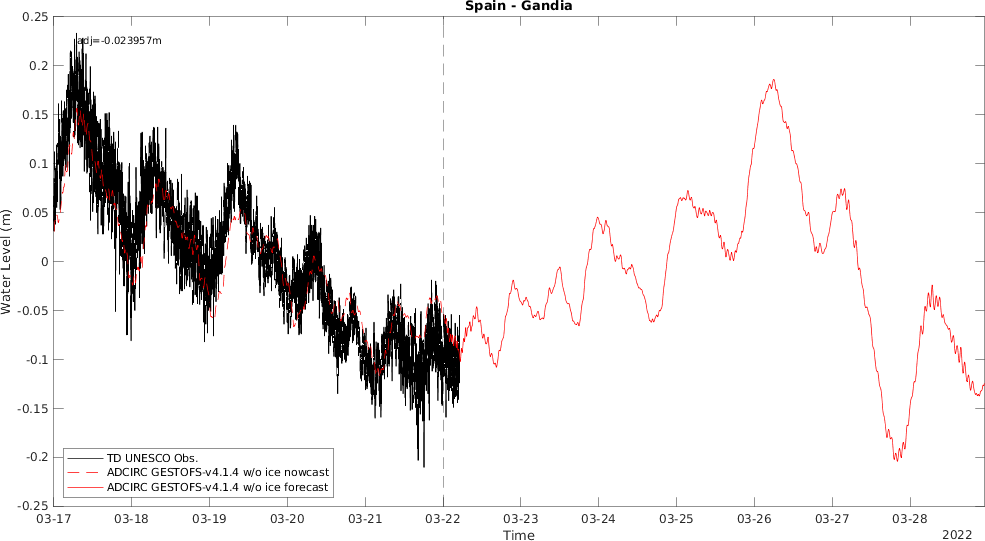 Spain - Gandia
adj=-0.023957m
0.25
0.2
0.15
0.1
0.05
0
-0.05
-0.1
-0.15
-0.2
-0.25
Water Level (m)
TD UNESCO Obs.
ADCIRC GESTOFS-v4.1.4 w/o ice nowcast
ADCIRC GESTOFS-v4.1.4 w/o ice forecast
03-17 03-18 03-19 03-20 03-21 03-22 03-24 03-25 03-26 03-27 03-28
Time
2022